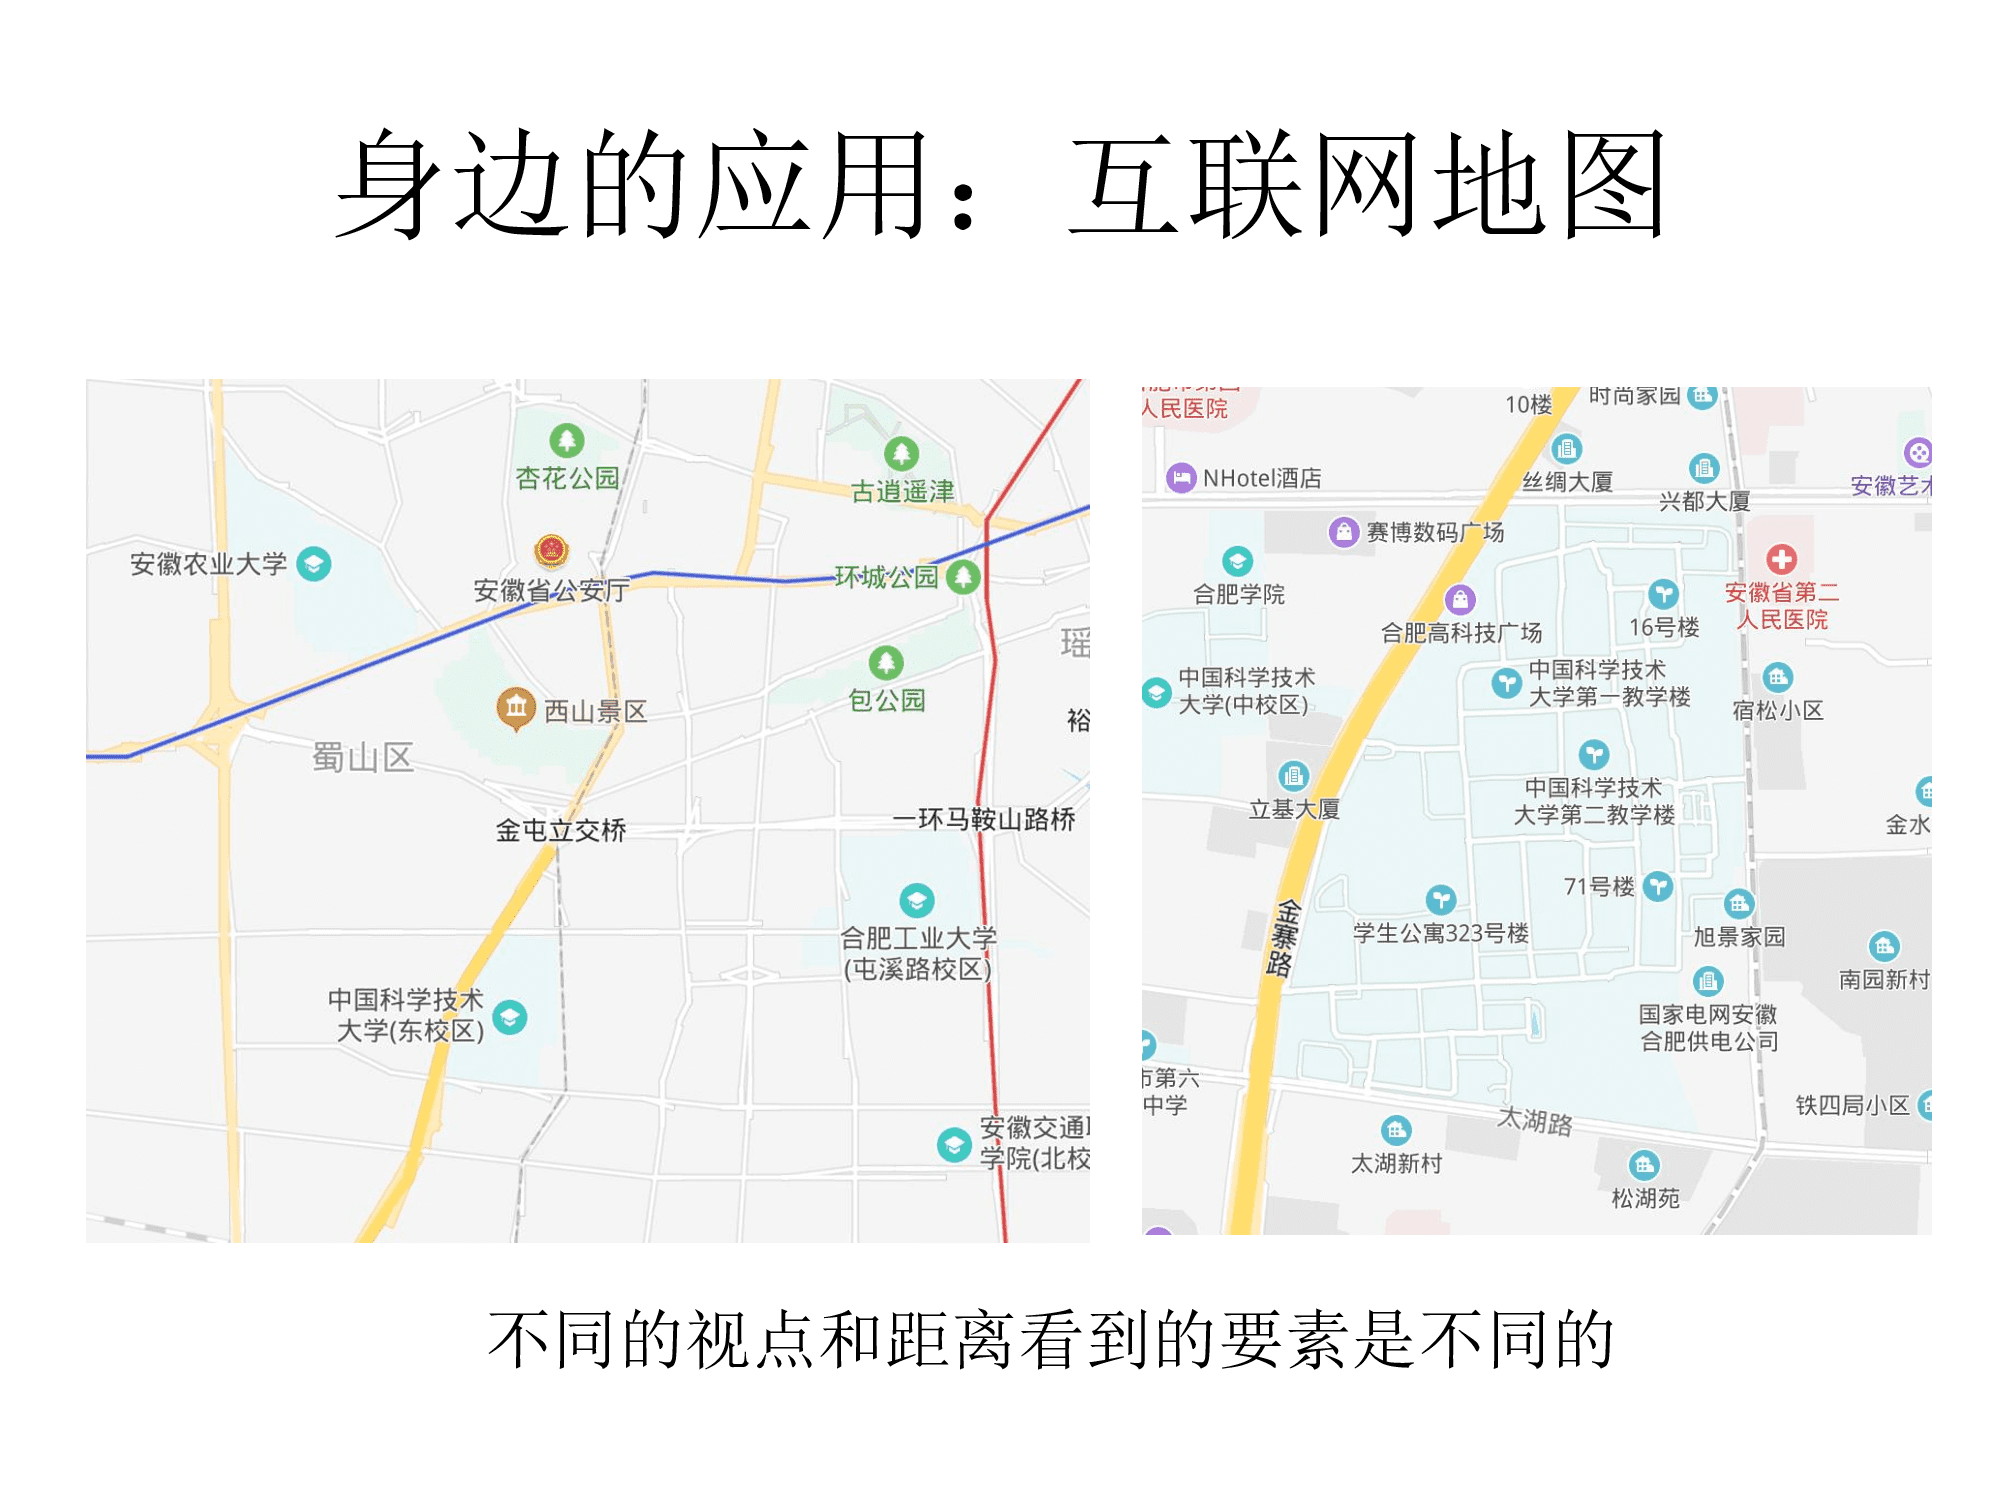 身边的应用：互联网地图
杏花公园
古逍遥津
安徽农业大学
安徽省公安厅
环城公园
瑶
包公园
西山景区
裕
蜀山区
金屯立交桥
一环马鞍山路桥
合肥工业大学
(屯溪路校区)
中国科学技术
大学(东校区)
安徽交通
学院(北校
人民医院
10楼
时尚家园
NHotel酒店
丝绸大厦
兴都大厦
安徽艺术
赛博数码广场
合肥学院
合肥高科技广场
16号楼
安徽省第二
人民医院
中国科学技术
大学(中校区)
中国科学技术
大学第一教学楼
宿松小区
立基大厦
中国科学技术
大学第二教学楼
金水
71号楼
学生公寓323号楼
金寨路
旭景家园
南园新村
国家电网安徽
合肥供电公司
市第六
中学
太湖路
铁四局小区
太湖新村
松湖苑
不同的视点和距离看到的要素是不同的